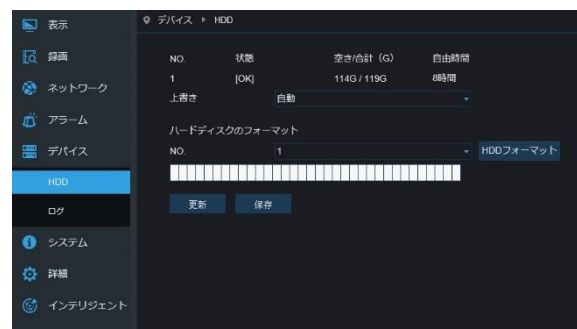 表示
録画
ネットワーク
アラーム
デバイス
HDD
ログ
システム
詳細
インテリジェント
デバイス ▸ HDD
NO. 状態 空き/合計（G） 自由時間
1 [OK] 114G / 119G 8時間
上書き 自動
ハードディスクのフォーマット
NO. 1 HDDフォーマット
更新 保存